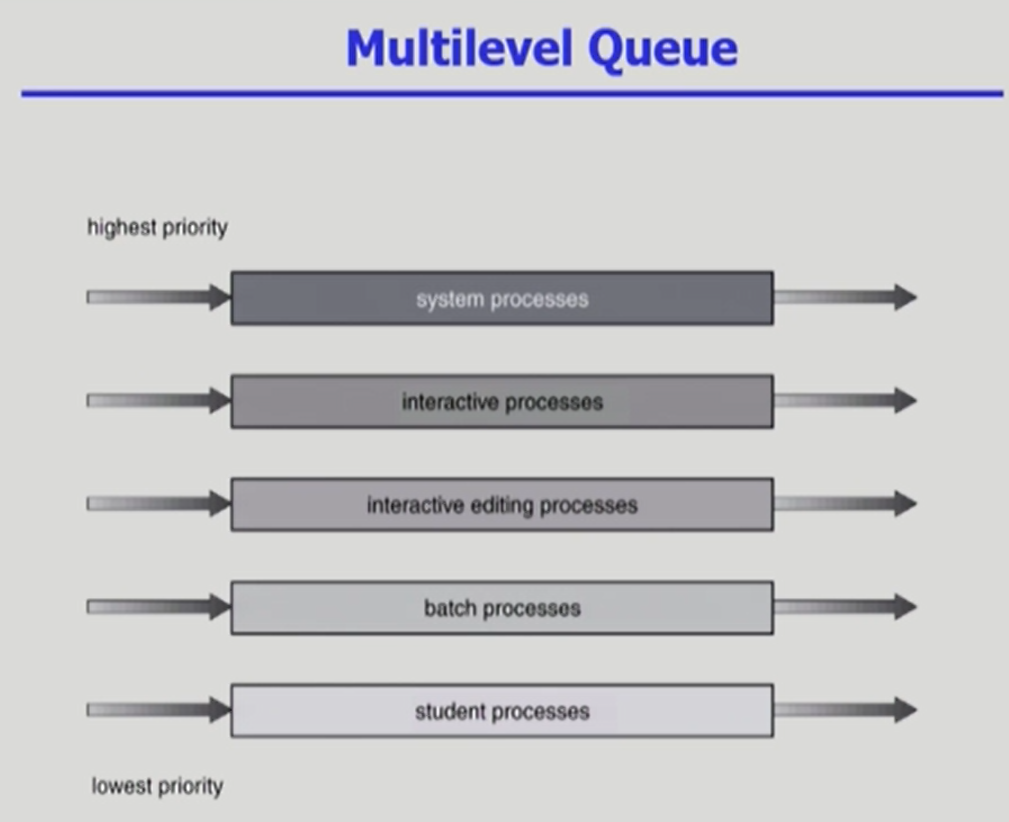 Multilevel Queue
highest priority
system processes
interactive processes
interactive editing processes
batch processes
student processes
lowest priority